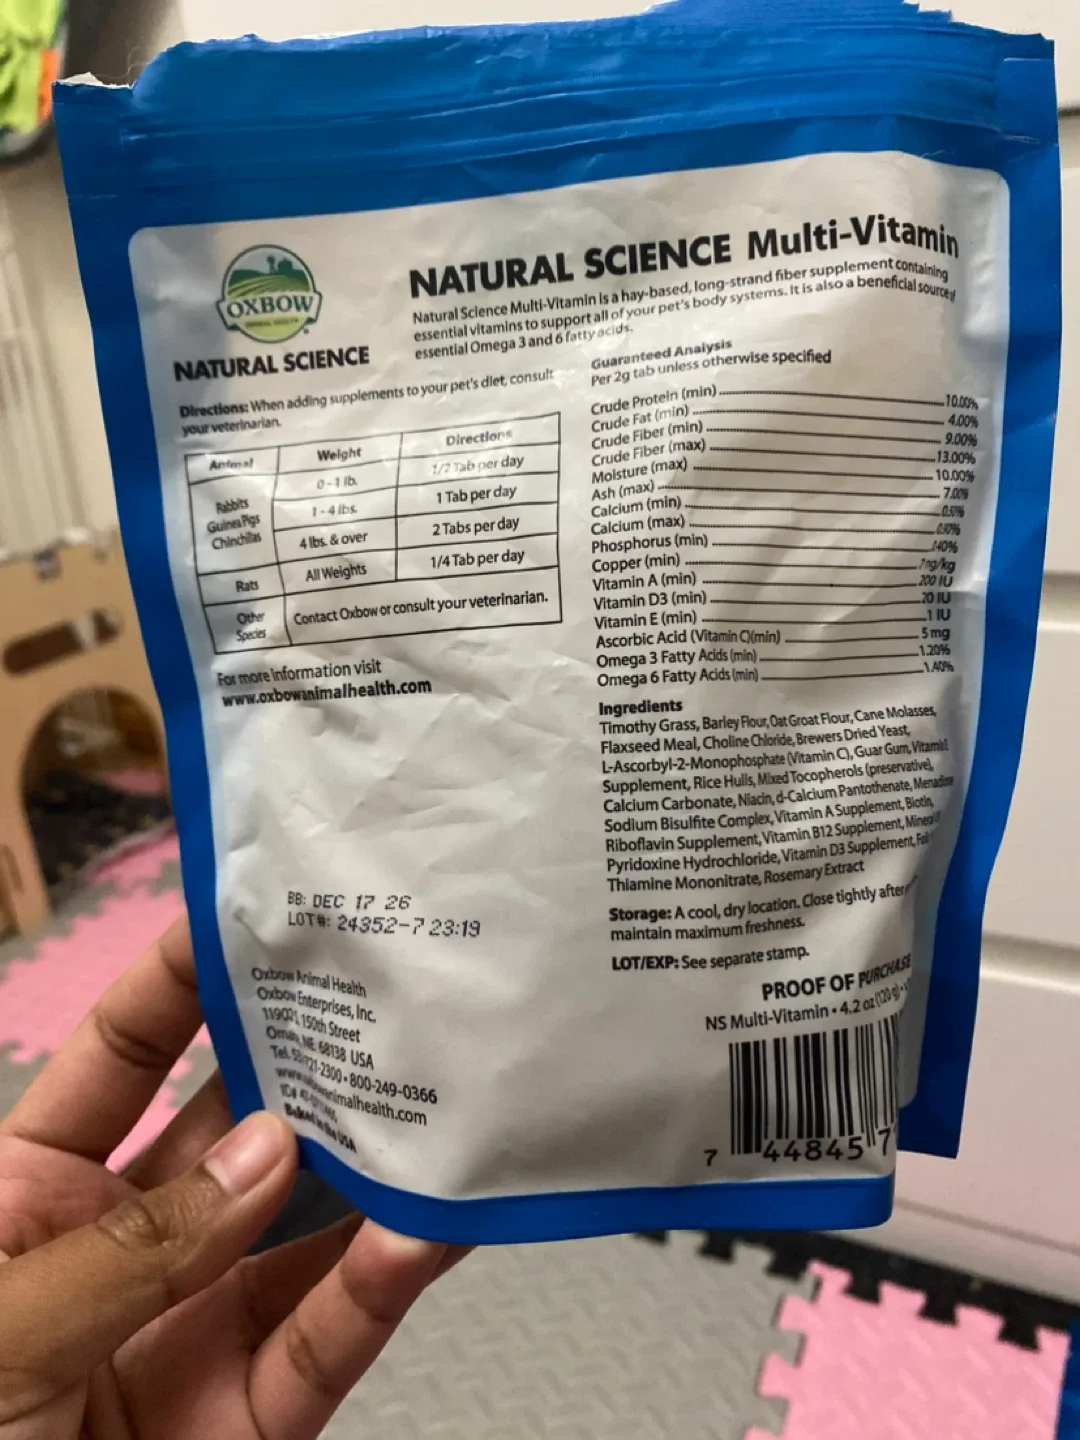 OXBOW
ANIMAL HEALTH
NATURAL SCIENCE
NATURAL SCIENCE Multi-Vitamin
Natural Science Multi-Vitamin is a hay-based, long-strand fiber supplement containing
essential vitamins to support all of your pet's body systems. It is also a beneficial source of
essential Omega 3 and 6 fatty acids.
Directions: When adding supplements to your pet's diet, consult
your veterinarian.
Animal Weight Directions
Rabbits
Guinea Pigs
Chinchillas
0 - 1 lb. 1/2 Tab per day
1 - 4 lbs. 1 Tab per day
4 lbs. & over 2 Tabs per day
Rats All Weights 1/4 Tab per day
Other
Species
Contact Oxbow or consult your veterinarian.
For more information visit
www.oxbowanimalhealth.com
BB: DEC 17 26
LOT#: 24352-7 23:19
Oxbow Animal Health
Oxbow Enterprises, Inc.
150th Street
NE 68138 USA
Tel. 800-249-0366
Baked in the USA
Guaranteed Analysis
Per 2g tab unless otherwise specified
Crude Protein (min) 10.00%
Crude Fat (min) 4.00%
Crude Fiber (min) 9.00%
Crude Fiber (max) 13.00%
Moisture (max) 10.00%
Ash (max) 7.00%
Calcium (min) 0.50%
Calcium (max)
Phosphorus (min)
Copper (min)
Vitamin A (min) 200 IU
Vitamin D3 (min) 20 IU
Vitamin E (min) 1 IU
Ascorbic Acid (Vitamin C)(min) 5 mg
Omega 3 Fatty Acids (min) 1.20%
Omega 6 Fatty Acids (min) 1.40%
Ingredients
Timothy Grass, Barley Flour, Oat Groat Flour, Cane Molasses,
Flaxseed Meal, Choline Chloride, Brewers Dried Yeast,
L-Ascorbyl-2-Monophosphate (Vitamin C), Guar Gum, Vitamin E
Supplement, Rice Hulls, Mixed Tocopherols (preservative),
Calcium Carbonate, Niacin, d-Calcium Pantothenate,
Sodium Bisulfite Complex, Vitamin A Supplement, Biotin,
Riboflavin Supplement, Vitamin B12 Supplement,
Pyridoxine Hydrochloride, Vitamin D3 Supplement,
Thiamine Mononitrate, Rosemary Extract
Storage: A cool, dry location. Close tightly after
maintain maximum freshness.
LOT/EXP: See separate stamp.
PROOF OF PURCHASE
NS Multi-Vitamin • 4.2 oz (120 g)
7 44845 7